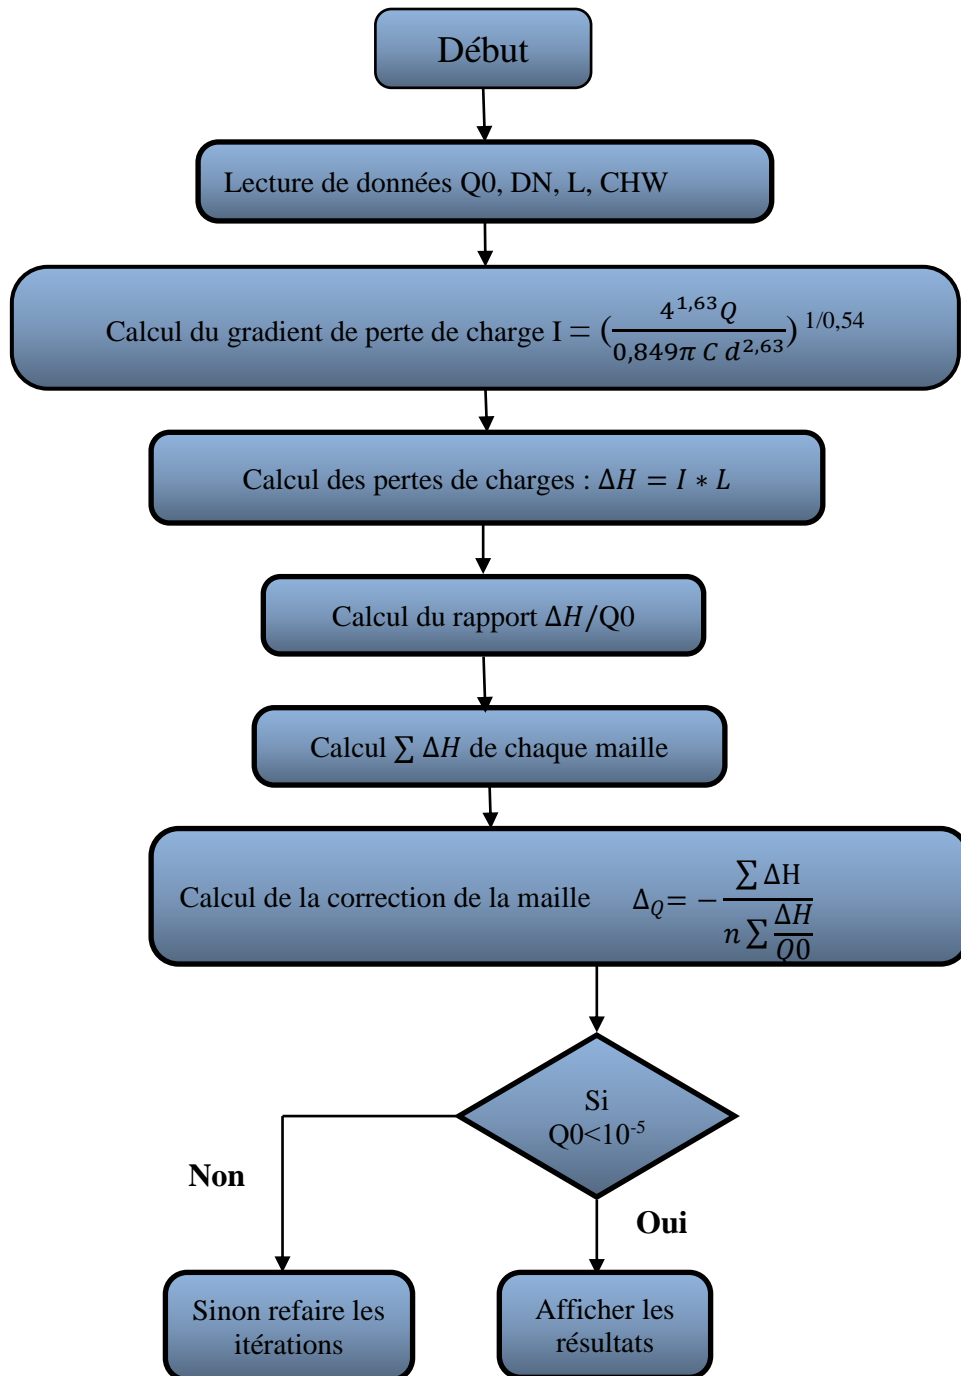 Début
Lecture de données Q0, DN, L, CHW
Calcul du gradient de perte de charge I = (4^{1,63}Q / 0,849π C d^{2,63})^{1/0,54}
Calcul des pertes de charges : ΔH = I ∗ L
Calcul du rapport ΔH/Q0
Calcul ∑ ΔH de chaque maille
Calcul de la correction de la maille Δ_Q = − ∑ ΔH / n ∑ ΔH/Q0
Si
Q0<10^{-5}
Non
Oui
Sinon refaire les
itérations
Afficher les
résultats